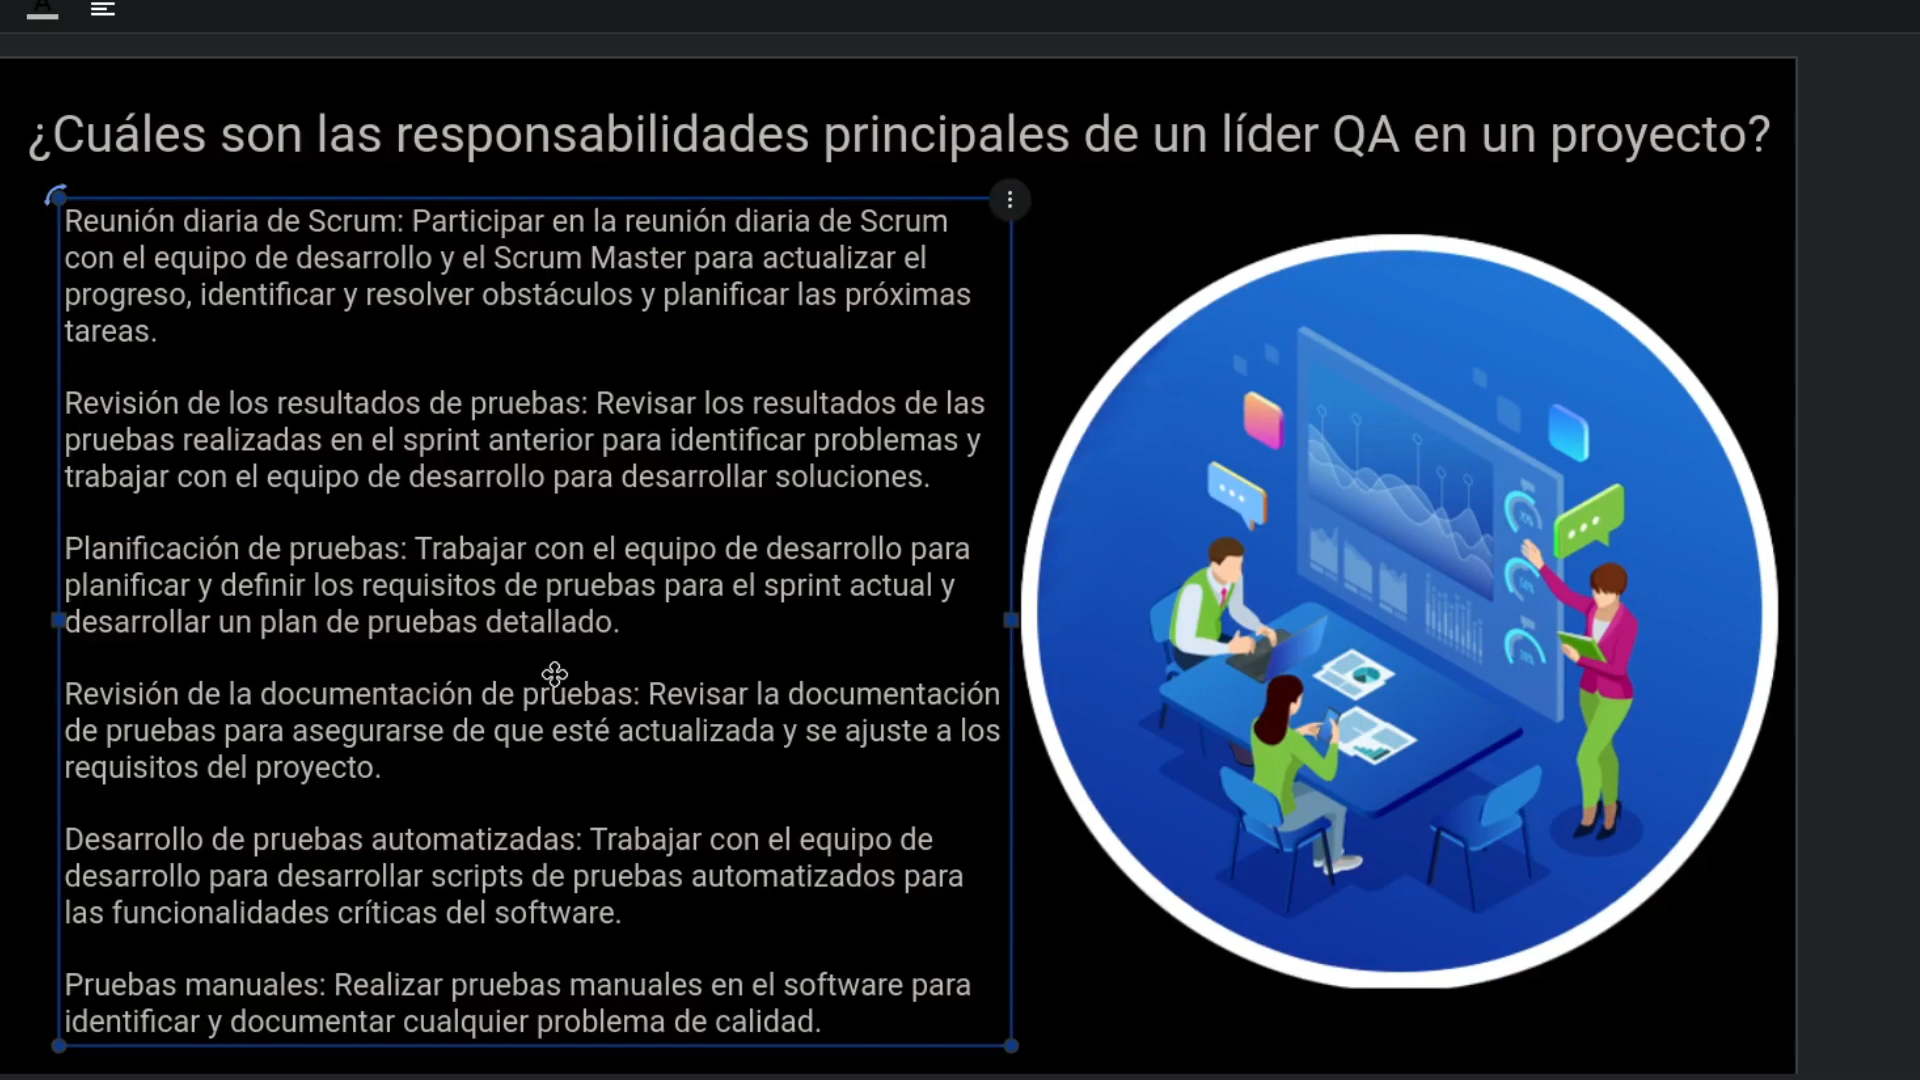 ¿Cuáles son las responsabilidades principales de un líder QA en un proyecto?
Reunión diaria de Scrum: Participar en la reunión diaria de Scrum
con el equipo de desarrollo y el Scrum Master para actualizar el
progreso, identificar y resolver obstáculos y planificar las próximas
tareas.
Revisión de los resultados de pruebas: Revisar los resultados de las
pruebas realizadas en el sprint anterior para identificar problemas y
trabajar con el equipo de desarrollo para desarrollar soluciones.
Planificación de pruebas: Trabajar con el equipo de desarrollo para
planificar y definir los requisitos de pruebas para el sprint actual y
desarrollar un plan de pruebas detallado.
Revisión de la documentación de pruebas: Revisar la documentación
de pruebas para asegurarse de que esté actualizada y se ajuste a los
requisitos del proyecto.
Desarrollo de pruebas automatizadas: Trabajar con el equipo de
desarrollo para desarrollar scripts de pruebas automatizados para
las funcionalidades críticas del software.
Pruebas manuales: Realizar pruebas manuales en el software para
identificar y documentar cualquier problema de calidad.